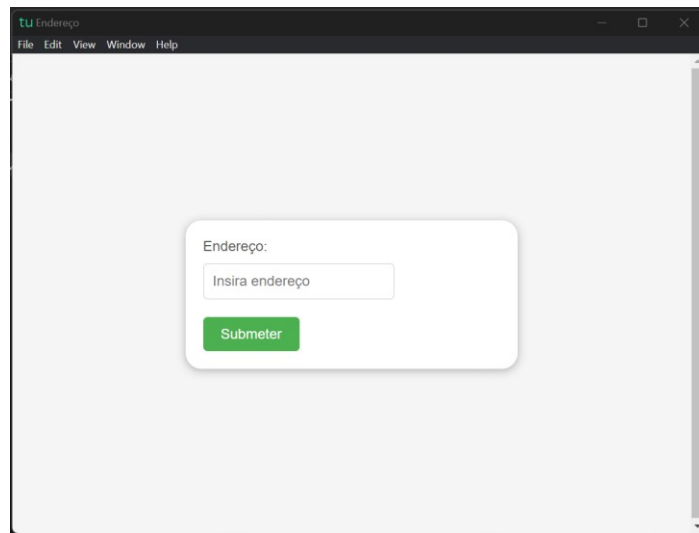 tu Endereço
File Edit View Window Help
Endereço:
Insira endereço
Submeter